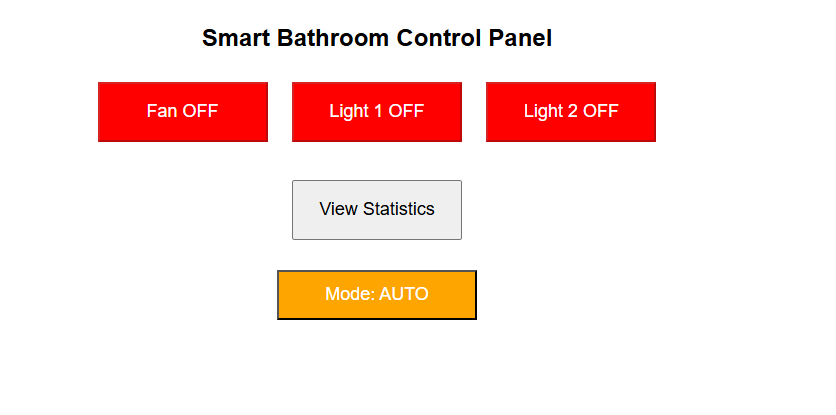 Smart Bathroom Control Panel
Fan OFF Light 1 OFF Light 2 OFF
View Statistics
Mode: AUTO